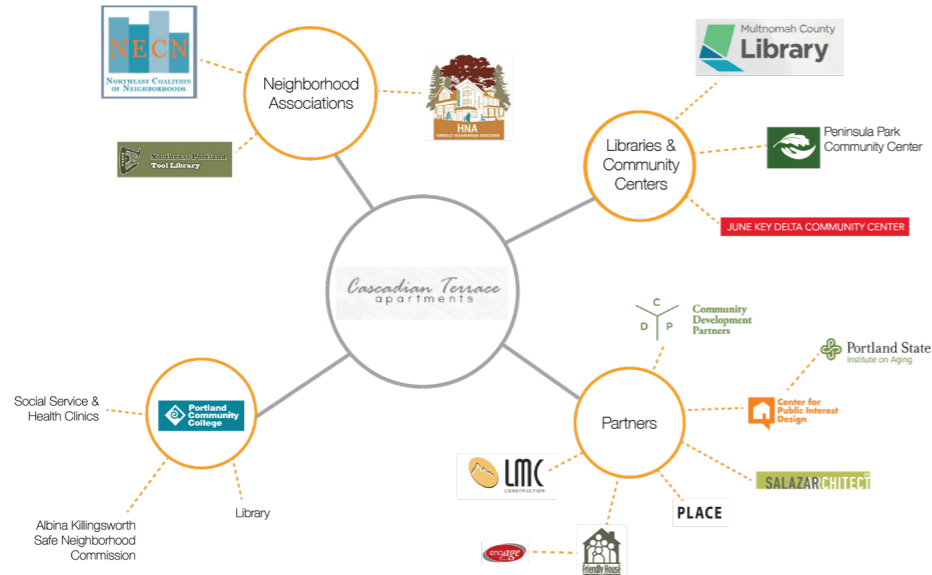 NECN
NORTHEAST COALITION
OF NEIGHBORHOODS
Neighborhood
Associations
HNA
HUMBOLDT NEIGHBORHOOD ASSOCIATION
Northeast Portland
Tool Library
Multnomah County
Library
Libraries &
Community
Centers
Peninsula Park
Community Center
JUNE KEY DELTA COMMUNITY CENTER
Cascadian Terrace
apartments
C
D P
Community
Development
Partners
Portland State
Institute on Aging
Center for
Public Interest
Design
Partners
LMC
CONSTRUCTION
SALAZARCHITECT
PLACE
engAGE
Friendly House
Social Service &
Health Clinics
Portland
Community
College
Library
Albina Killingsworth
Safe Neighborhood
Commission